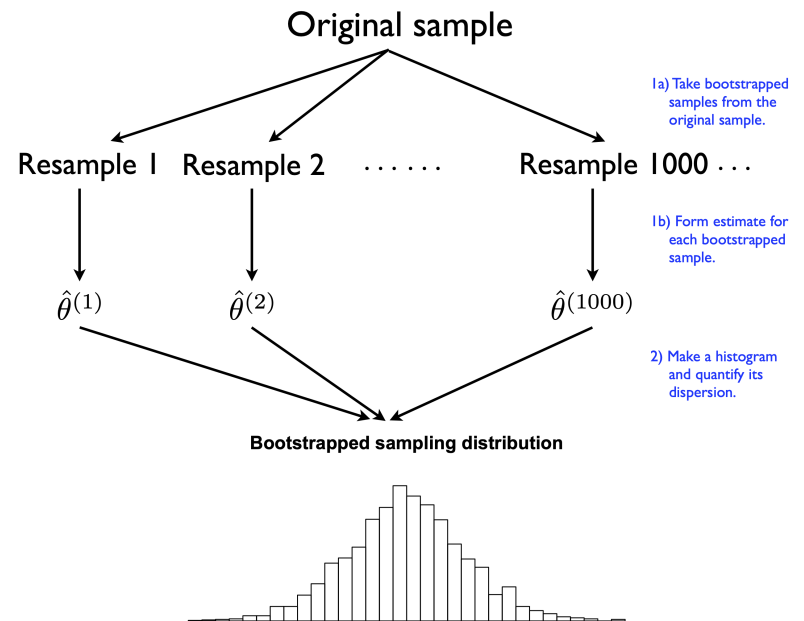 Original sample
1a) Take bootstrapped
samples from the
original sample.
Resample 1 Resample 2 . . . . . . Resample 1000 . . .
1b) Form estimate for
each bootstrapped
sample.
θ̂⁽¹⁾ θ̂⁽²⁾ θ̂⁽¹⁰⁰⁰⁾
2) Make a histogram
and quantify its
dispersion.
Bootstrapped sampling distribution